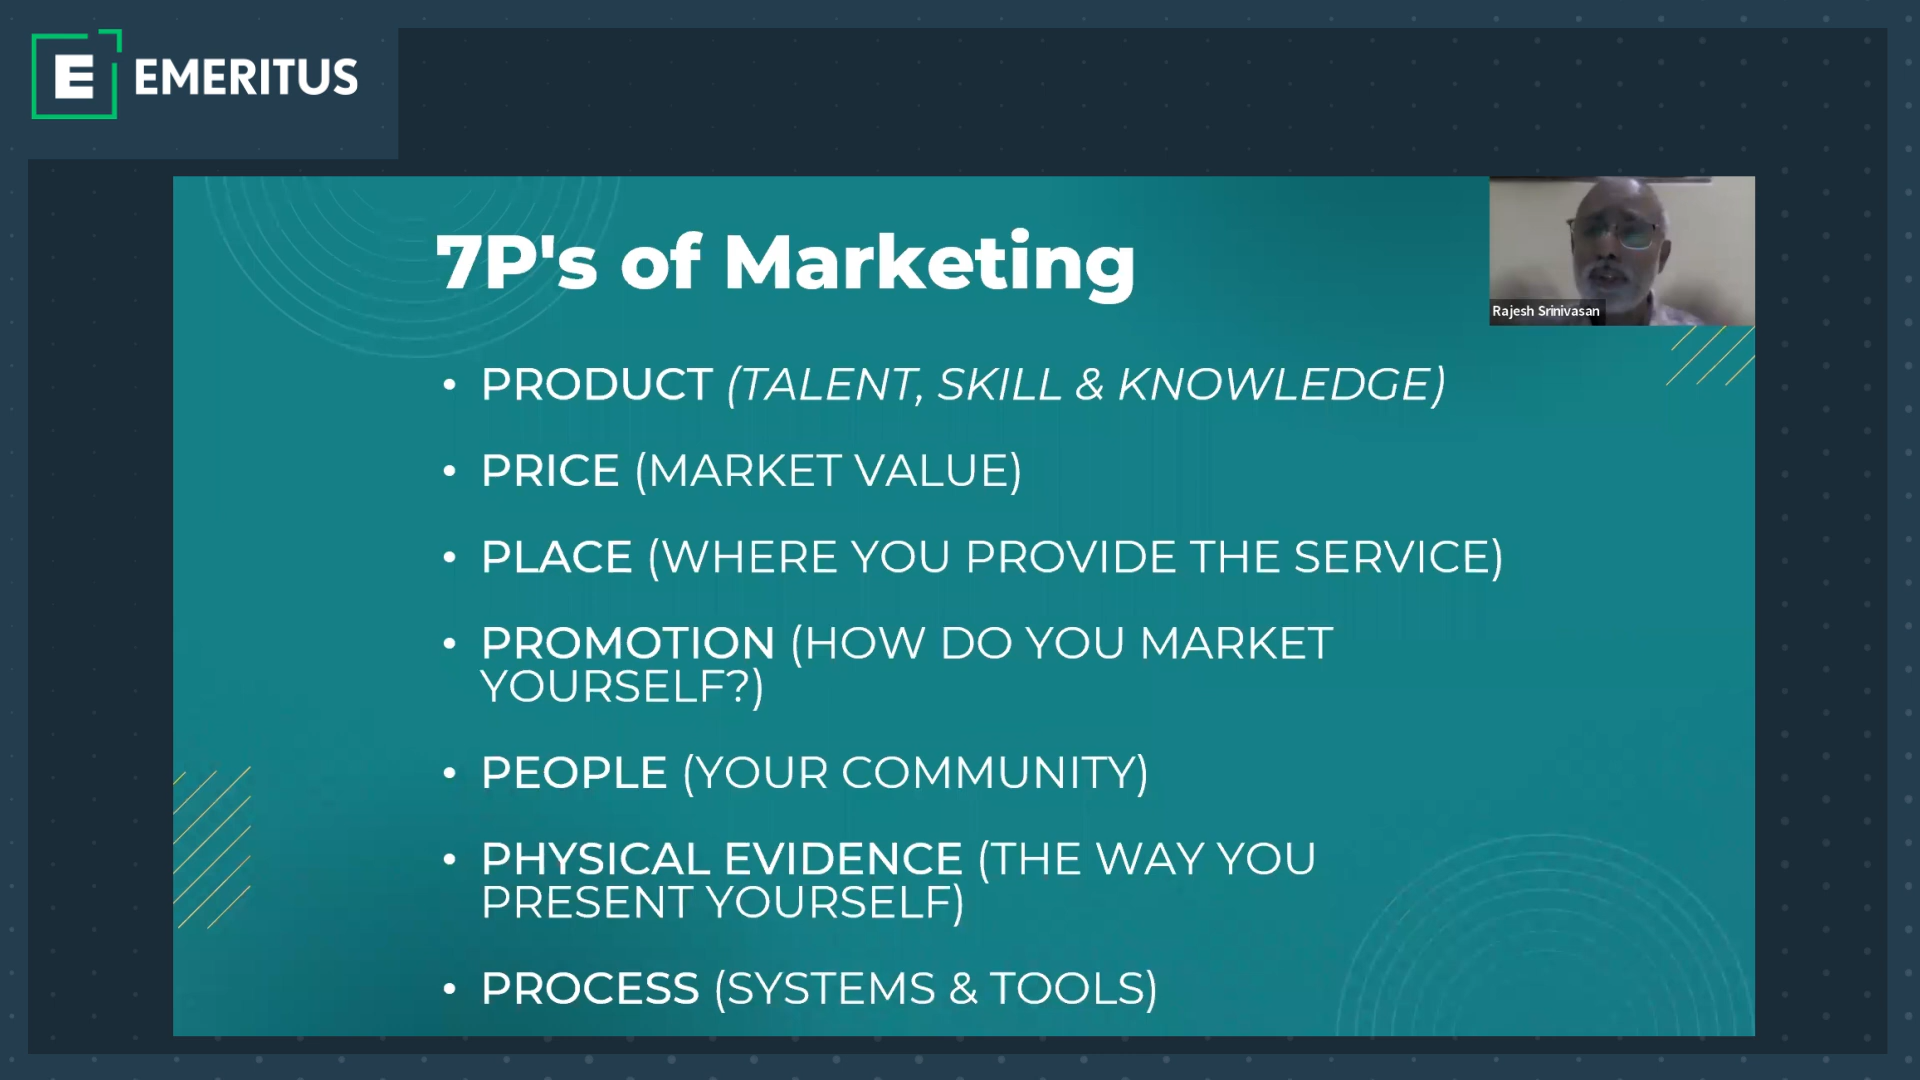 E EMERITUS
7P's of Marketing
Rajesh Srinivasan
• PRODUCT (TALENT, SKILL & KNOWLEDGE)
• PRICE (MARKET VALUE)
• PLACE (WHERE YOU PROVIDE THE SERVICE)
• PROMOTION (HOW DO YOU MARKET
YOURSELF?)
• PEOPLE (YOUR COMMUNITY)
• PHYSICAL EVIDENCE (THE WAY YOU
PRESENT YOURSELF)
• PROCESS (SYSTEMS & TOOLS)